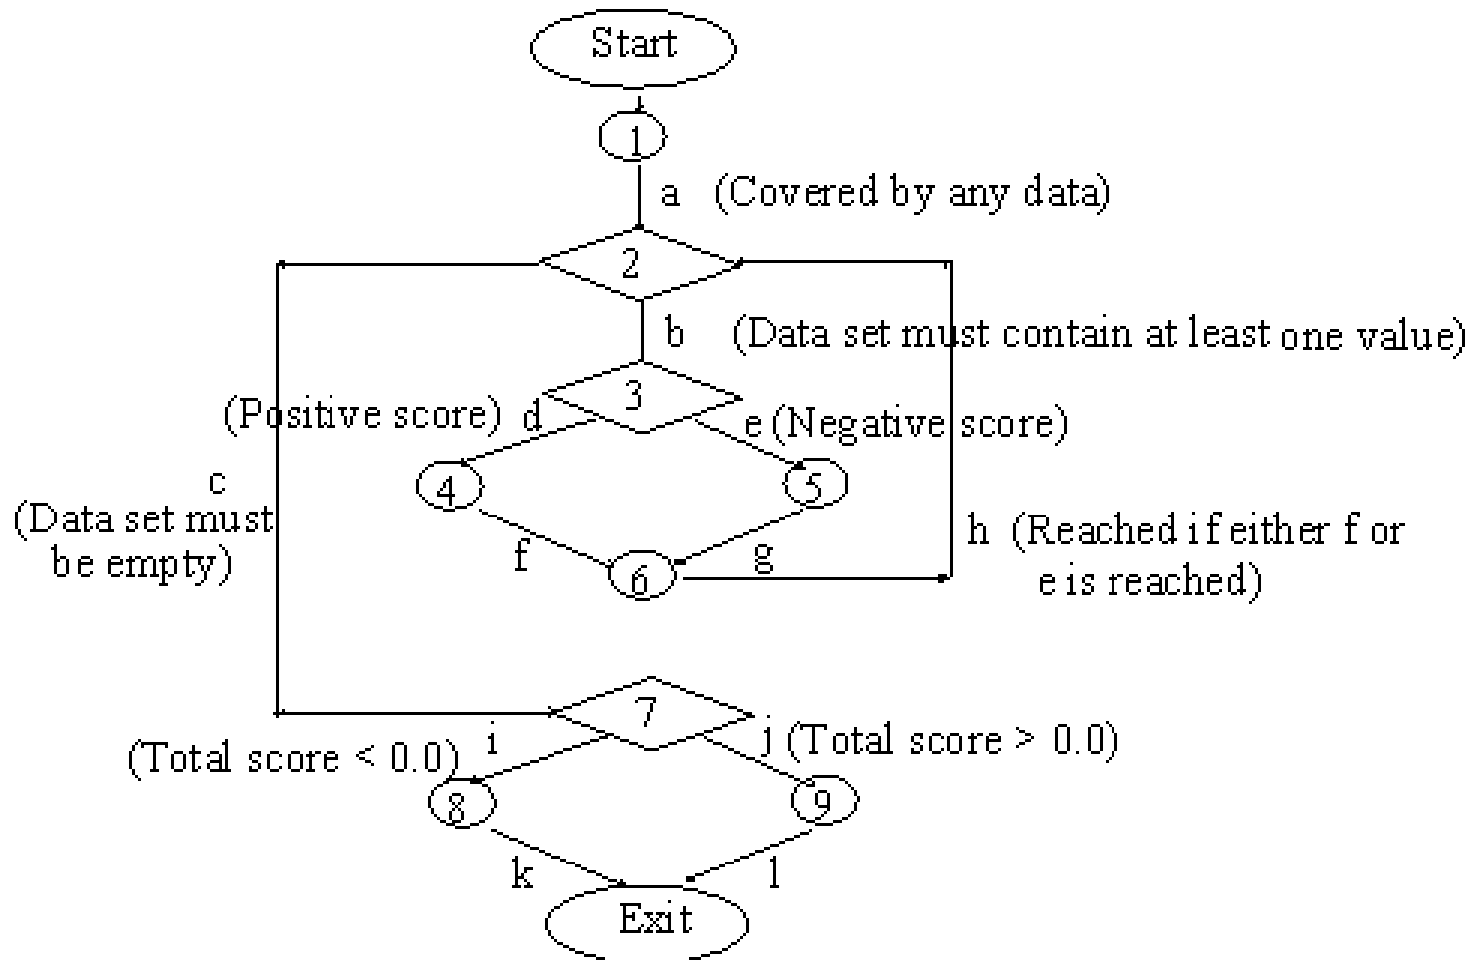 Start
1
a (Covered by any data)
2
b (Data set must contain at least one value)
3
(Positive score) d
e (Negative score)
c
(Data set must
be empty)
4
5
f
g
6
h (Reached if either f or
e is reached)
7
i
(Total score < 0.0)
j (Total score > 0.0)
8
9
k
l
Exit